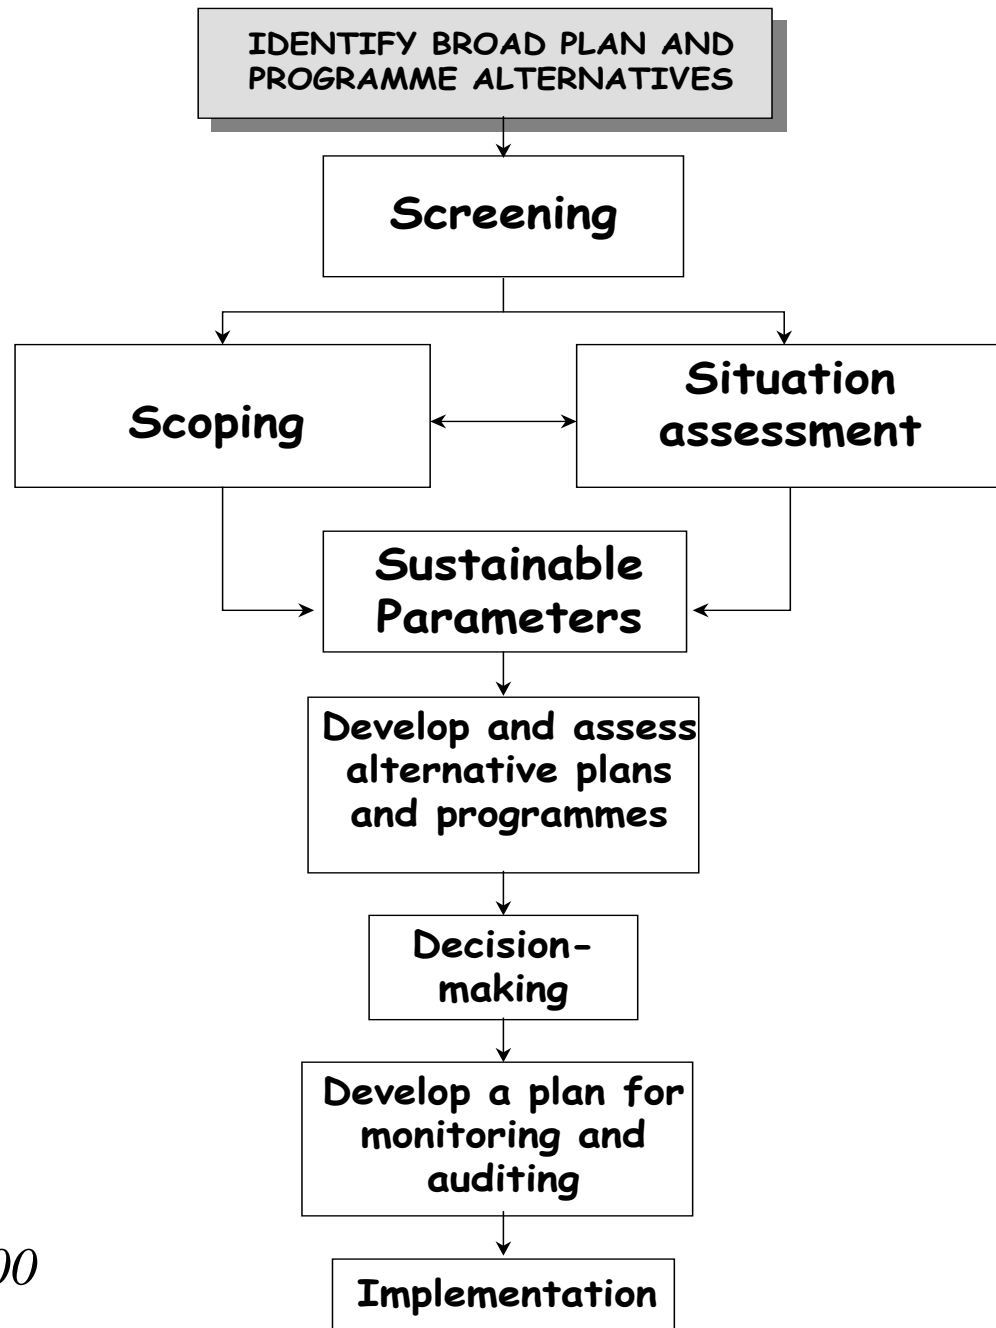 IDENTIFY BROAD PLAN AND
PROGRAMME ALTERNATIVES
Screening
Scoping
Situation
assessment
Sustainable
Parameters
Develop and assess
alternative plans
and programmes
Decision-
making
Develop a plan for
monitoring and
auditing
Implementation